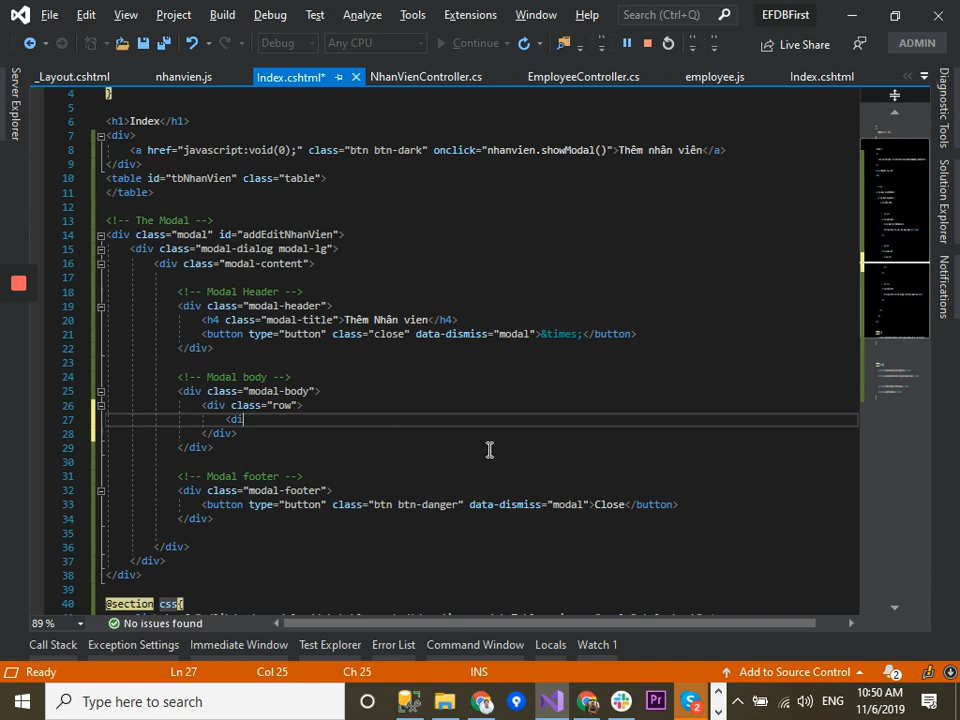 File Edit View Project Build Debug Test Analyze Tools Extensions Window Help Search (Ctrl+Q) EFDBFirst
Debug Any CPU Continue Live Share ADMIN
_Layout.cshtml nhanvien.js Index.cshtml* NhanVienController.cs EmployeeController.cs employee.js Index.cshtml
Server Explorer
Diagnostic Tools
Solution Explorer
Notifications
4 }
5
6 <h1>Index</h1>
7 <div>
8 <a href="javascript:void(0);" class="btn btn-dark" onclick="nhanvien.showModal()">Thêm nhân viên</a>
9 </div>
10 <table id="tbNhanVien" class="table">
11 </table>
12
13 <!-- The Modal -->
14 <div class="modal" id="addEditNhanVien">
15 <div class="modal-dialog modal-lg">
16 <div class="modal-content">
17
18 <!-- Modal Header -->
19 <div class="modal-header">
20 <h4 class="modal-title">Thêm Nhân vien</h4>
21 <button type="button" class="close" data-dismiss="modal">&times;</button>
22 </div>
23
24 <!-- Modal body -->
25 <div class="modal-body">
26 <div class="row">
27 <di
28 </div>
29 </div>
30
31 <!-- Modal footer -->
32 <div class="modal-footer">
33 <button type="button" class="btn btn-danger" data-dismiss="modal">Close</button>
34 </div>
35
36 </div>
37 </div>
38 </div>
39
40 @section css{
89 % No issues found
Call Stack Exception Settings Immediate Window Test Explorer Error List Command Window Locals Watch 1
Ready Ln 27 Col 25 Ch 25 INS Add to Source Control 2
Type here to search ENG 10:50 AM
11/6/2019